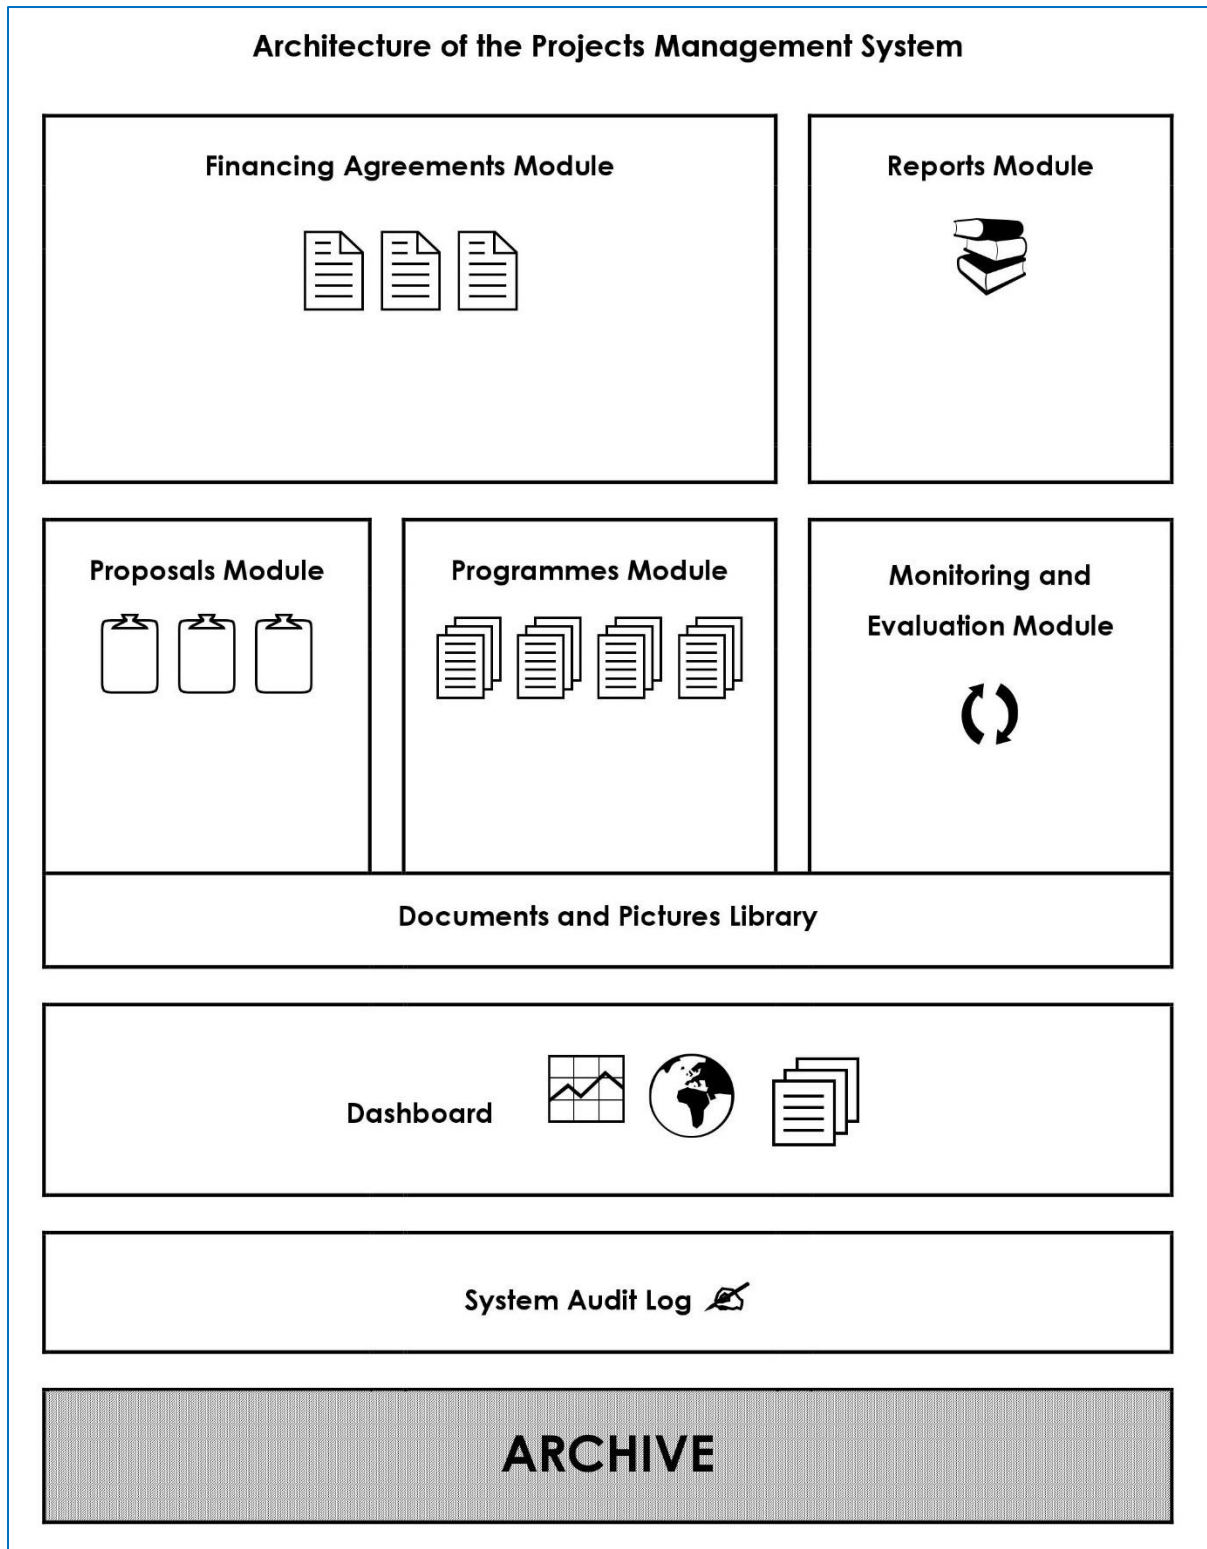 Architecture of the Projects Management System
Financing Agreements Module
Reports Module
Proposals Module
Programmes Module
Monitoring and
Evaluation Module
Documents and Pictures Library
Dashboard
System Audit Log
ARCHIVE